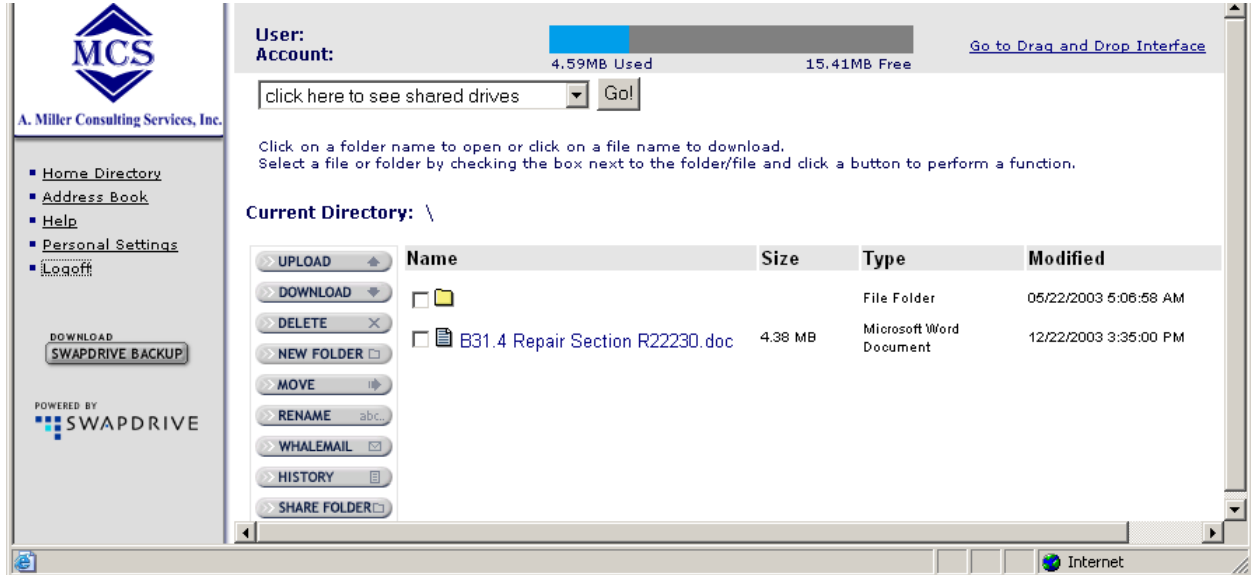 MCS
A. Miller Consulting Services, Inc.
Home Directory
Address Book
Help
Personal Settings
Logoff
DOWNLOAD
SWAPDRIVE BACKUP
POWERED BY
SWAPDRIVE
User:
Account:
4.59MB Used 15.41MB Free
Go to Drag and Drop Interface
click here to see shared drives Go!
Click on a folder name to open or click on a file name to download.
Select a file or folder by checking the box next to the folder/file and click a button to perform a function.
Current Directory: \
UPLOAD
DOWNLOAD
DELETE
NEW FOLDER
MOVE
RENAME abc..
WHALEMAIL
HISTORY
SHARE FOLDER
Name Size Type Modified
File Folder 05/22/2003 5:06:58 AM
B31.4 Repair Section R22230.doc 4.38 MB Microsoft Word
Document 12/22/2003 3:35:00 PM
Internet